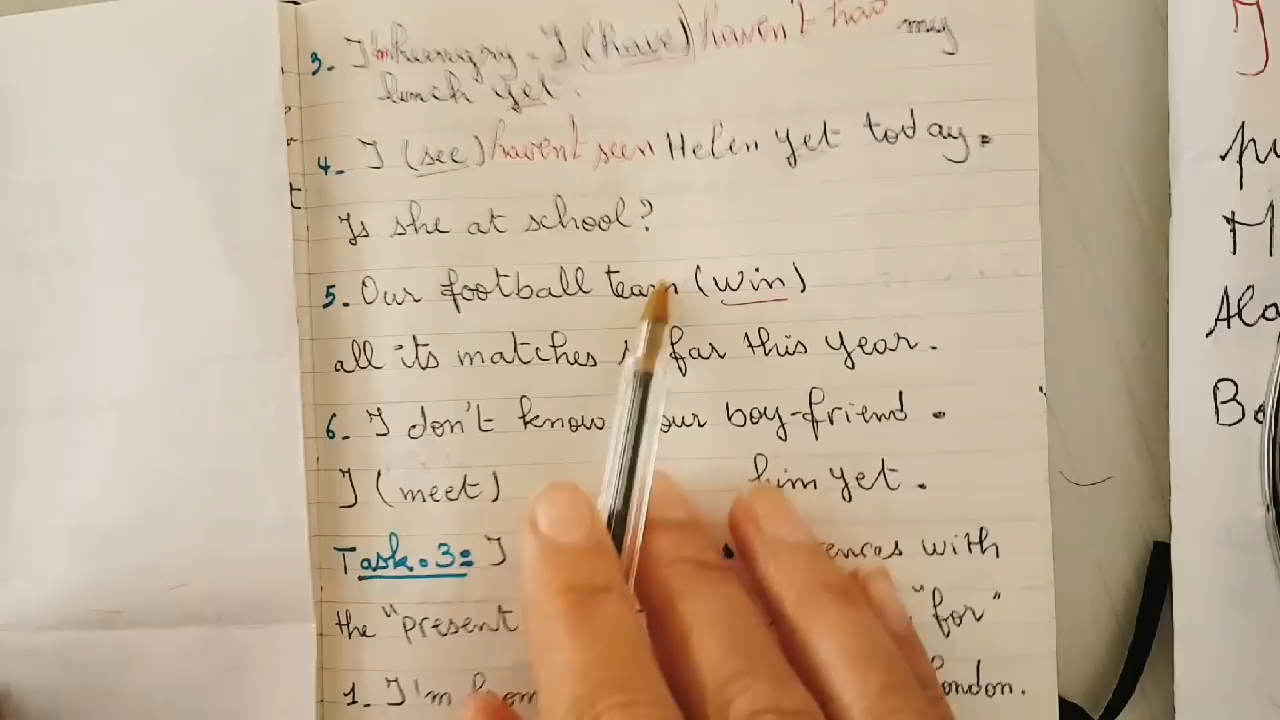 3. I'm hungry. I (have) haven't had my
lunch yet.
4. I (see) haven't seen Helen yet today.
Is she at school?
5. Our football team (win)
all its matches far this year.
6. I don't know boy-friend.
I (meet) him yet.
Task.3: I with
the "present "for"
1. I'm London.